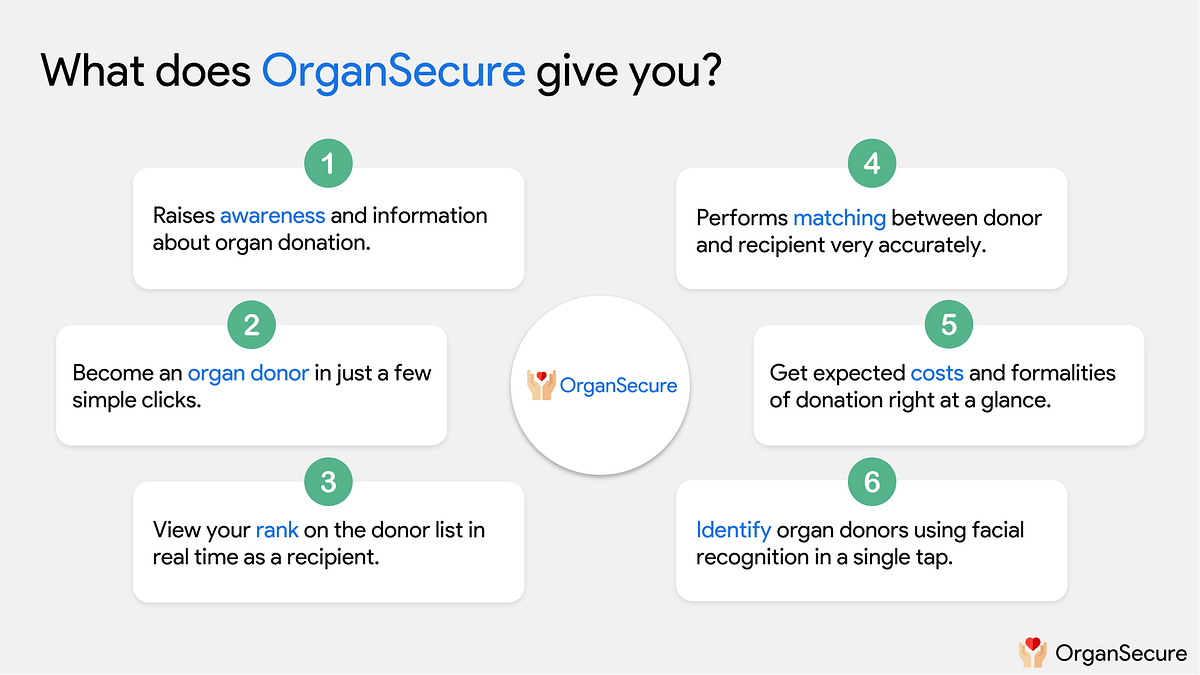 What does OrganSecure give you?
1
Raises awareness and information
about organ donation.
2
Become an organ donor in just a few
simple clicks.
3
View your rank on the donor list in
real time as a recipient.
OrganSecure
4
Performs matching between donor
and recipient very accurately.
5
Get expected costs and formalities
of donation right at a glance.
6
Identify organ donors using facial
recognition in a single tap.
OrganSecure